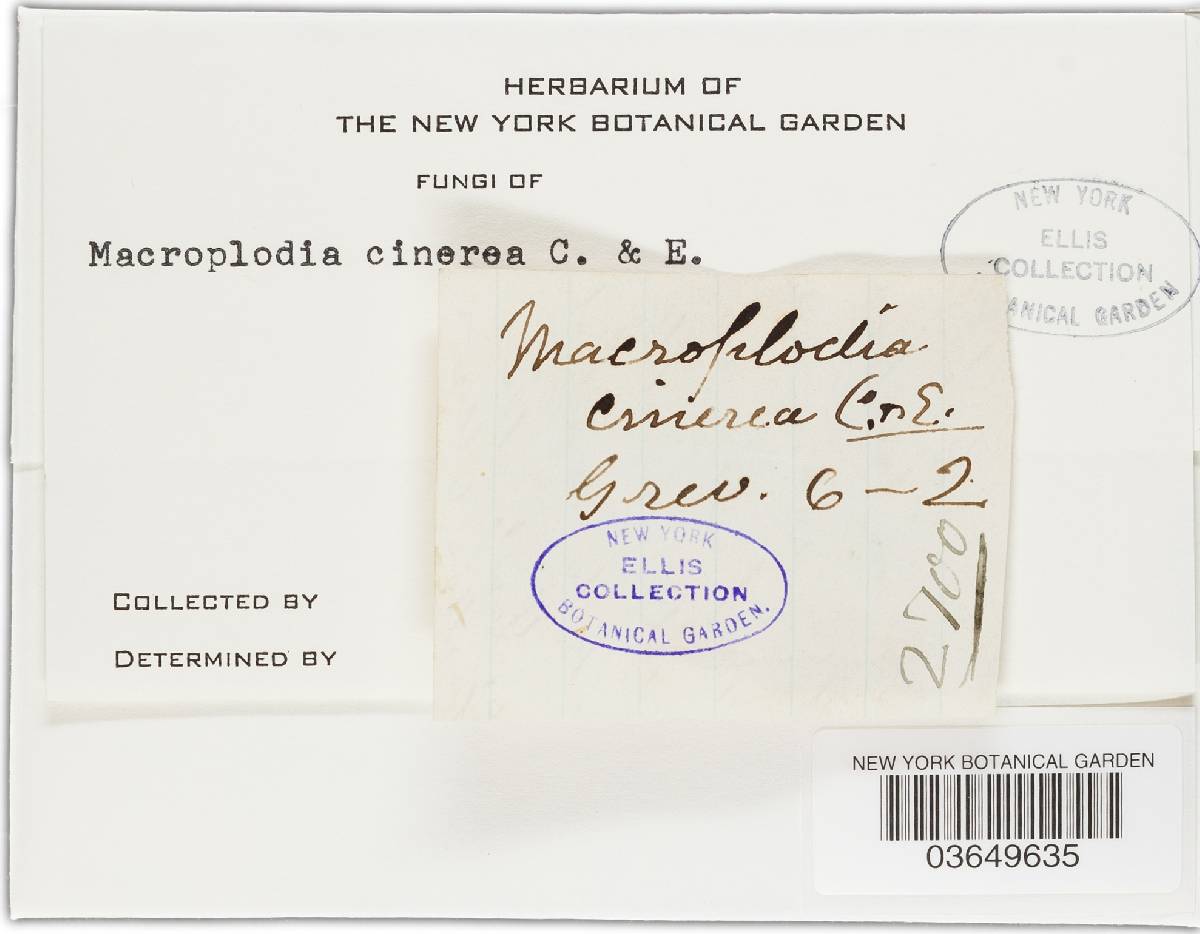 HERBARIUM OF
THE NEW YORK BOTANICAL GARDEN
FUNGI OF
Macroplodia cinerea C. & E.
NEW YORK
ELLIS
COLLECTION
ANICAL GARDEN
Macroplodia
cinerea C. & E.
Grev. 6-2
2700
NEW YORK
ELLIS
COLLECTION
BOTANICAL GARDEN.
COLLECTED BY
DETERMINED BY
NEW YORK BOTANICAL GARDEN
03649635